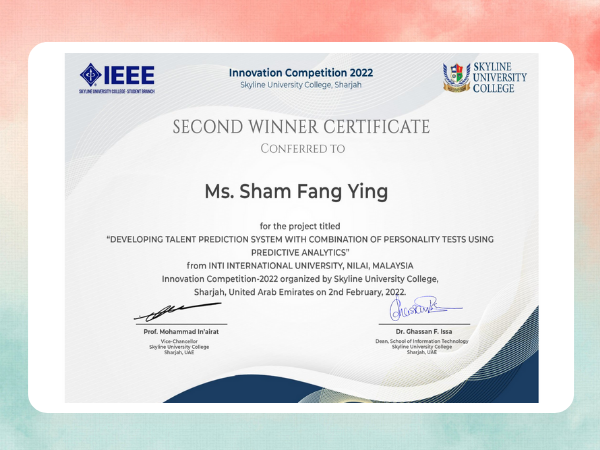 IEEE
SKYLINE UNIVERSITY COLLEGE -STUDENT BRANCH
Innovation Competition 2022
Skyline University College, Sharjah
SKYLINE
UNIVERSITY
COLLEGE
SECOND WINNER CERTIFICATE
CONFERRED TO
Ms. Sham Fang Ying
for the project titled
“DEVELOPING TALENT PREDICTION SYSTEM WITH COMBINATION OF PERSONALITY TESTS USING
PREDICTIVE ANALYTICS”
from INTI INTERNATIONAL UNIVERSITY, NILAI, MALAYSIA
Innovation Competition-2022 organized by Skyline University College,
Sharjah, United Arab Emirates on 2nd February, 2022.
Prof. Mohammad In'airat
Vice-Chancellor
Skyline University College
Sharjah, UAE
Dr. Ghassan F. Issa
Dean, School of Information Technology
Skyline University College
Sharjah, UAE